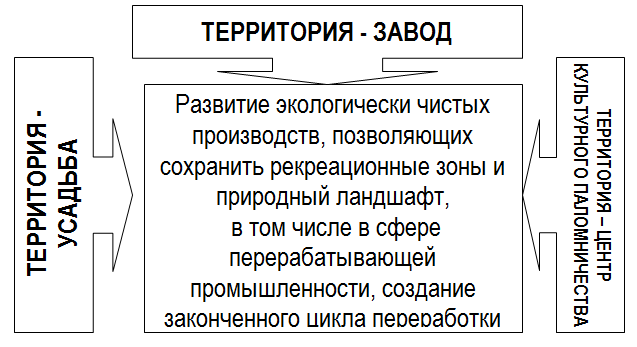 ТЕРРИТОРИЯ - ЗАВОД
ТЕРРИТОРИЯ -
УСАДЬБА
Развитие экологически чистых
производств, позволяющих
сохранить рекреационные зоны и
природный ландшафт,
в том числе в сфере
перерабатывающей
промышленности, создание
законченного цикла переработки
ТЕРРИТОРИЯ – ЦЕНТР
КУЛЬТУРНОГО ПАЛОМНИЧЕСТВА